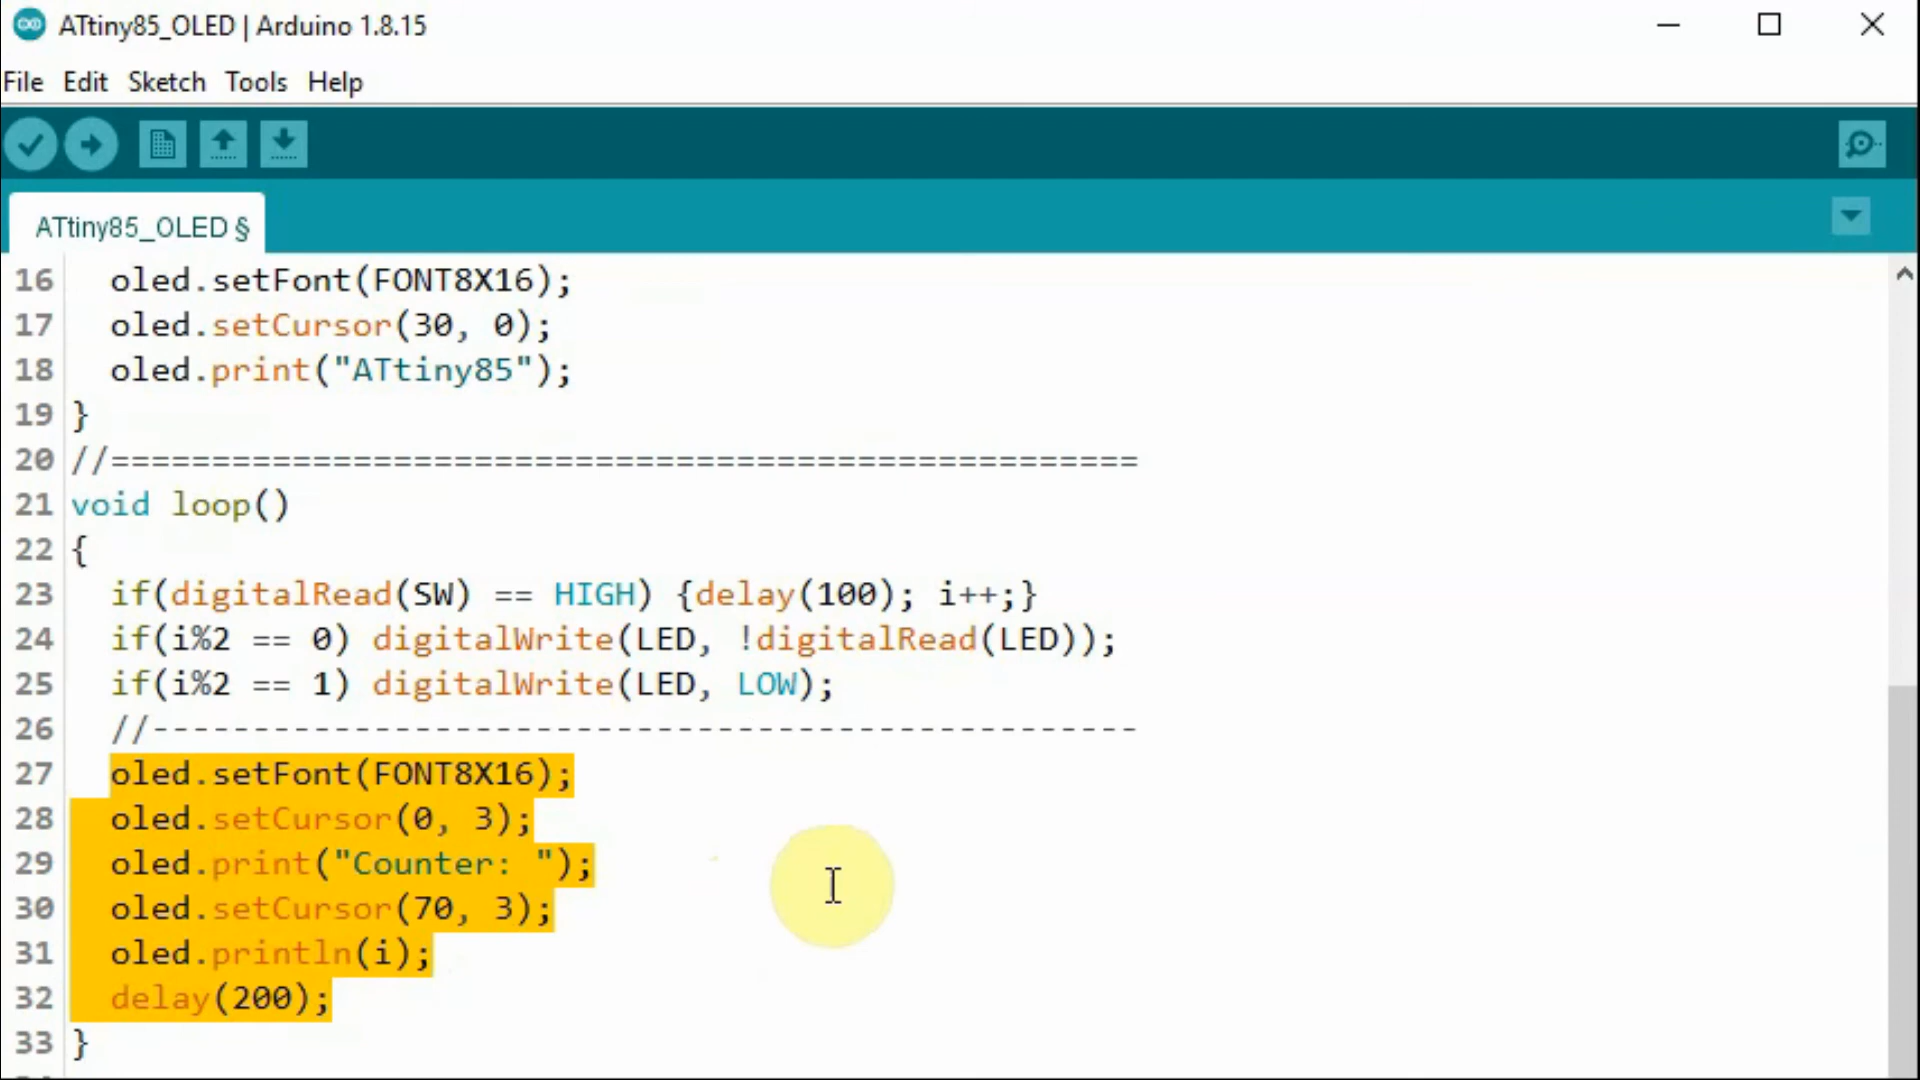 ATtiny85_OLED | Arduino 1.8.15
File Edit Sketch Tools Help
ATtiny85_OLED §
16 oled.setFont(FONT8X16);
17 oled.setCursor(30, 0);
18 oled.print("ATtiny85");
19 }
20 //===================================================
21 void loop()
22 {
23 if(digitalRead(SW) == HIGH) {delay(100); i++;}
24 if(i%2 == 0) digitalWrite(LED, !digitalRead(LED));
25 if(i%2 == 1) digitalWrite(LED, LOW);
26 //-------------------------------------------------
27 oled.setFont(FONT8X16);
28 oled.setCursor(0, 3);
29 oled.print("Counter: ");
30 oled.setCursor(70, 3);
31 oled.println(i);
32 delay(200);
33 }